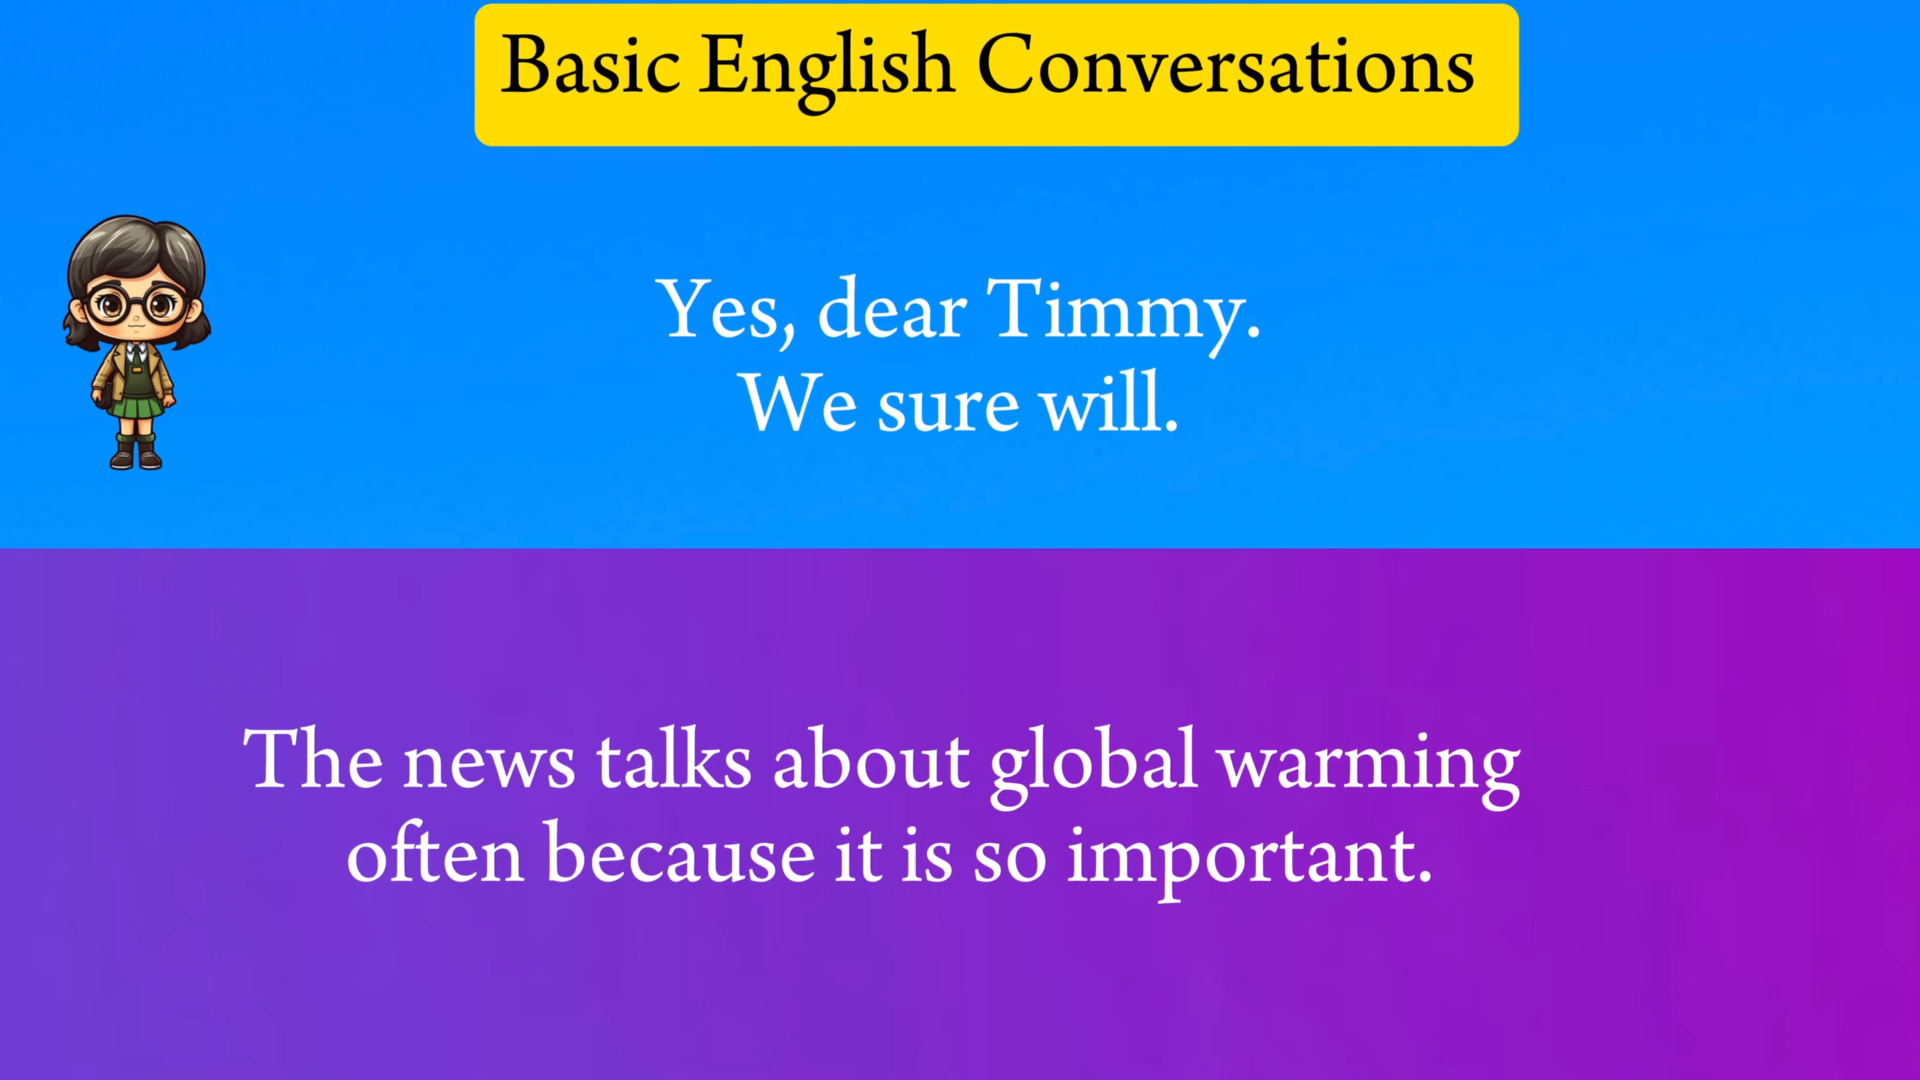 Basic English Conversations
Yes, dear Timmy.
We sure will.
The news talks about global warming
often because it is so important.